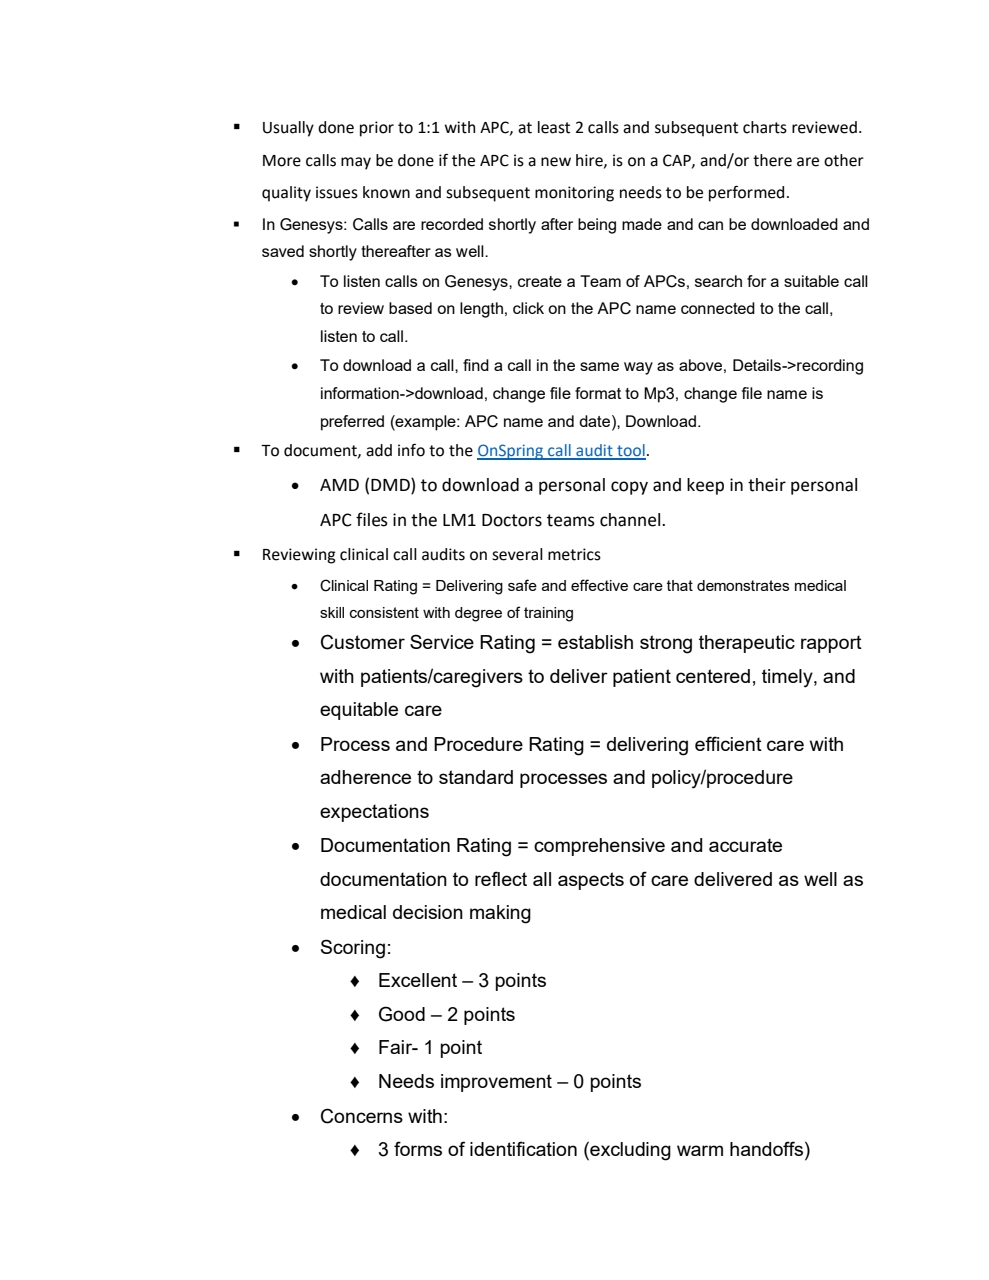 ▪ Usually done prior to 1:1 with APC, at least 2 calls and subsequent charts reviewed.
More calls may be done if the APC is a new hire, is on a CAP, and/or there are other
quality issues known and subsequent monitoring needs to be performed.
▪ In Genesys: Calls are recorded shortly after being made and can be downloaded and
saved shortly thereafter as well.
• To listen calls on Genesys, create a Team of APCs, search for a suitable call
to review based on length, click on the APC name connected to the call,
listen to call.
• To download a call, find a call in the same way as above, Details->recording
information->download, change file format to Mp3, change file name is
preferred (example: APC name and date), Download.
▪ To document, add info to the OnSpring call audit tool.
• AMD (DMD) to download a personal copy and keep in their personal
APC files in the LM1 Doctors teams channel.
▪ Reviewing clinical call audits on several metrics
• Clinical Rating = Delivering safe and effective care that demonstrates medical
skill consistent with degree of training
• Customer Service Rating = establish strong therapeutic rapport
with patients/caregivers to deliver patient centered, timely, and
equitable care
• Process and Procedure Rating = delivering efficient care with
adherence to standard processes and policy/procedure
expectations
• Documentation Rating = comprehensive and accurate
documentation to reflect all aspects of care delivered as well as
medical decision making
• Scoring:
♦ Excellent – 3 points
♦ Good – 2 points
♦ Fair- 1 point
♦ Needs improvement – 0 points
• Concerns with:
♦ 3 forms of identification (excluding warm handoffs)